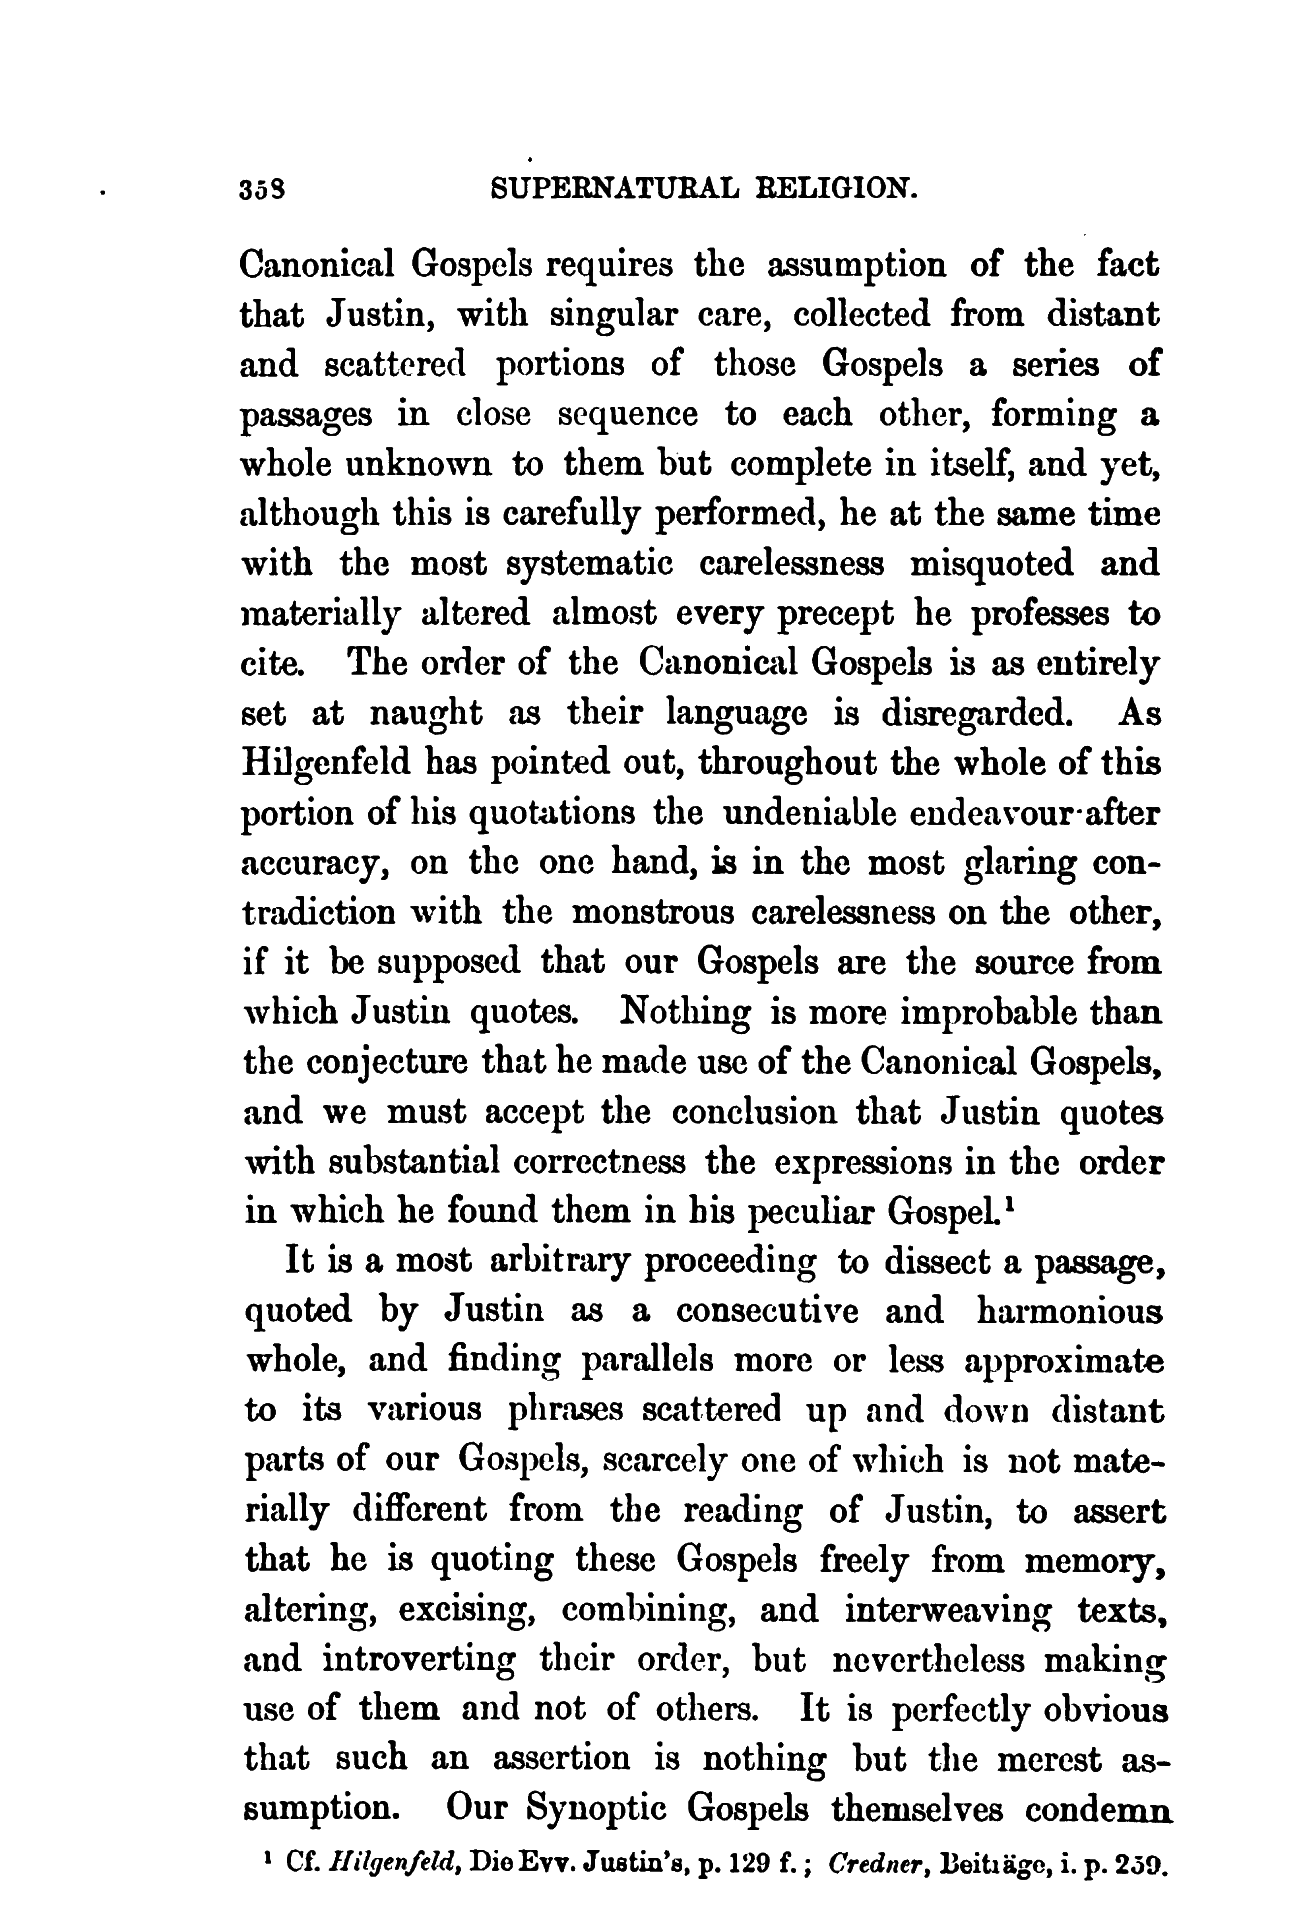 358 SUPERNATURAL RELIGION.
Canonical Gospels requires the assumption of the fact
that Justin, with singular care, collected from distant
and scattered portions of those Gospels a series of
passages in close sequence to each other, forming a
whole unknown to them but complete in itself, and yet,
although this is carefully performed, he at the same time
with the most systematic carelessness misquoted and
materially altered almost every precept he professes to
cite. The order of the Canonical Gospels is as entirely
set at naught as their language is disregarded. As
Hilgenfeld has pointed out, throughout the whole of this
portion of his quotations the undeniable endeavour after
accuracy, on the one hand, is in the most glaring con-
tradiction with the monstrous carelessness on the other,
if it be supposed that our Gospels are the source from
which Justin quotes. Nothing is more improbable than
the conjecture that he made use of the Canonical Gospels,
and we must accept the conclusion that Justin quotes
with substantial correctness the expressions in the order
in which he found them in his peculiar Gospel.¹
It is a most arbitrary proceeding to dissect a passage,
quoted by Justin as a consecutive and harmonious
whole, and finding parallels more or less approximate
to its various phrases scattered up and down distant
parts of our Gospels, scarcely one of which is not mate-
rially different from the reading of Justin, to assert
that he is quoting these Gospels freely from memory,
altering, excising, combining, and interweaving texts,
and introverting their order, but nevertheless making
use of them and not of others. It is perfectly obvious
that such an assertion is nothing but the merest as-
sumption. Our Synoptic Gospels themselves condemn
¹ Cf. Hilgenfeld, Die Evv. Justin's, p. 129 f.; Credner, Beiträge, i. p. 259.